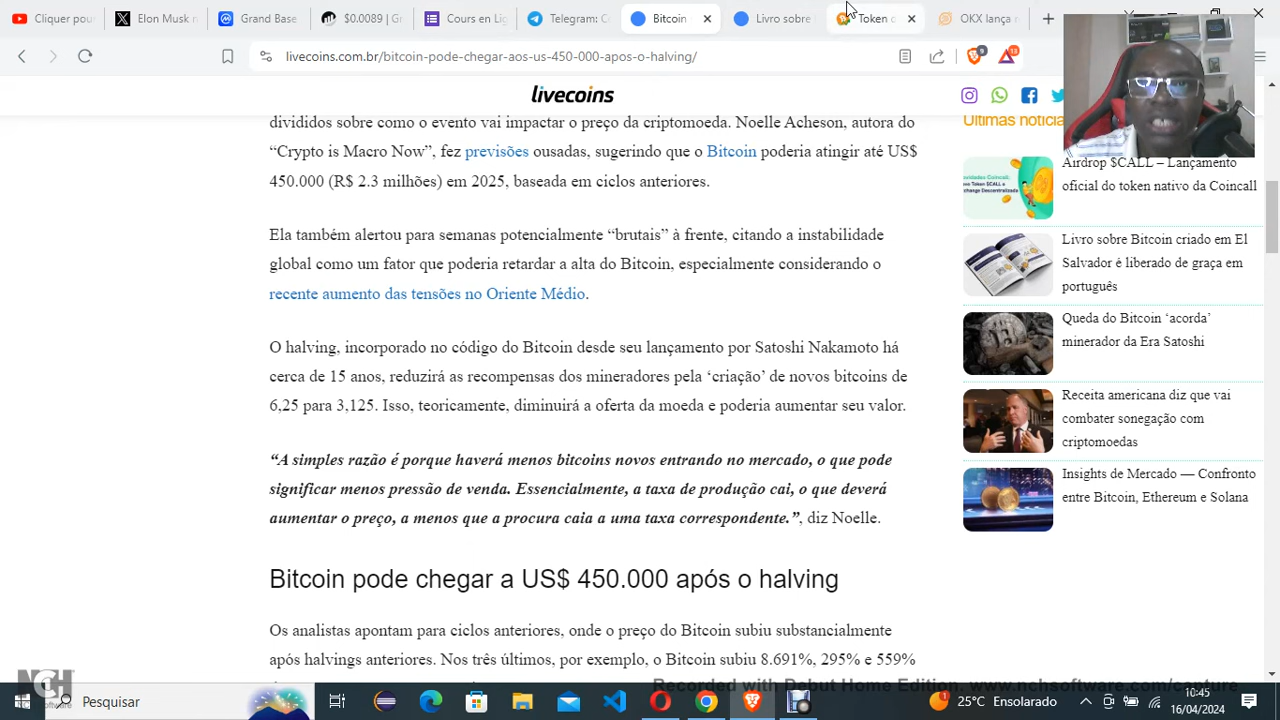 Clique pour
Elon Musk r
Grand Base
$0.0089 | Gr
Cours en Lig
Telegram: C
Bitcoin
Livro sobre
Token
OKX lança
livecoins.com.br/bitcoin-pode-chegar-aos-us-450-000-apos-o-halving/
livecoins
divididos sobre como o evento vai impactar o preço da criptomoeda. Noelle Acheson, autora do
“Crypto is Macro Now”, fez previsões ousadas, sugerindo que o Bitcoin poderia atingir até US$
450.000 (R$ 2.3 milhões) em 2025, baseada em ciclos anteriores.
Ela também alertou para semanas potencialmente “brutais” à frente, citando a instabilidade
global como um fator que poderia retardar a alta do Bitcoin, especialmente considerando o
recente aumento das tensões no Oriente Médio.
O halving, incorporado no código do Bitcoin desde seu lançamento por Satoshi Nakamoto há
cerca de 15 anos, reduzirá as recompensas dos mineradores pela ‘criação’ de novos bitcoins de
6,25 para 3,125. Isso, teoricamente, diminuirá a oferta da moeda e poderia aumentar seu valor.
“A simples razão é porque haverá menos bitcoins novos entrando no mercado, o que pode
significar menos pressão de venda. Essencialmente, a taxa de produção cai, o que deverá
aumentar o preço, a menos que a procura caia a uma taxa correspondente.”, diz Noelle.
Bitcoin pode chegar a US$ 450.000 após o halving
Os analistas apontam para ciclos anteriores, onde o preço do Bitcoin subiu substancialmente
após halvings anteriores. Nos três últimos, por exemplo, o Bitcoin subiu 8.691%, 295% e 559%
Últimas notícia
Airdrop $CALL – Lançamento
oficial do token nativo da Coincall
Livro sobre Bitcoin criado em El
Salvador é liberado de graça em
português
Queda do Bitcoin ‘acorda’
minerador da Era Satoshi
Receita americana diz que vai
combater sonegação com
criptomoedas
Insights de Mercado — Confronto
entre Bitcoin, Ethereum e Solana
NCH
Software
Recorded with Debut Home Edition. www.nchsoftware.com/capture
Pesquisar
25°C Ensolarado
10:45
16/04/2024